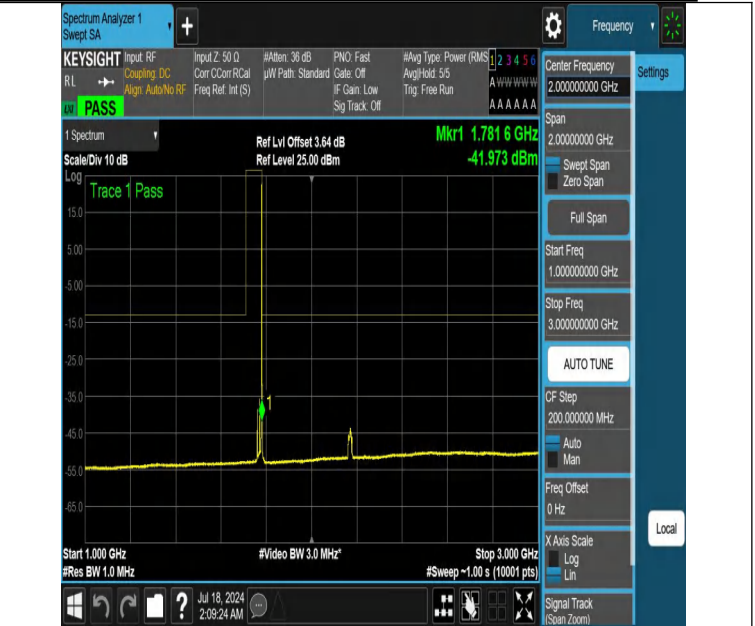 Spectrum Analyzer 1
Swept SA
+
Frequency
KEYSIGHT
RL
PASS
Input: RF
Coupling: DC
Align: Auto/No RF
Input Z: 50 Ω
Corr CCorr RCal
Freq Ref: Int (S)
#Atten: 36 dB
µW Path: Standard
PNO: Fast
Gate: Off
IF Gain: Low
Sig Track: Off
#Avg Type: Power (RMS
Avg|Hold: 5/5
Trig: Free Run
1 2 3 4 5 6
A W W W W W
A A A A A A
Center Frequency
2.000000000 GHz
Settings
1 Spectrum
Scale/Div 10 dB
Ref Lvl Offset 3.64 dB
Ref Level 25.00 dBm
Mkr1 1.781 6 GHz
-41.973 dBm
Log
Trace 1 Pass
15.0
5.00
-5.00
-15.0
-25.0
-35.0
-45.0
-55.0
-65.0
1
Start 1.000 GHz
#Res BW 1.0 MHz
#Video BW 3.0 MHz*
Stop 3.000 GHz
#Sweep ~1.00 s (10001 pts)
Span
2.00000000 GHz
Swept Span
Zero Span
Full Span
Start Freq
1.000000000 GHz
Stop Freq
3.000000000 GHz
AUTO TUNE
CF Step
200.000000 MHz
Auto
Man
Freq Offset
0 Hz
X Axis Scale
Log
Lin
Signal Track
(Span Zoom)
Local
?
Jul 18, 2024
2:09:24 AM